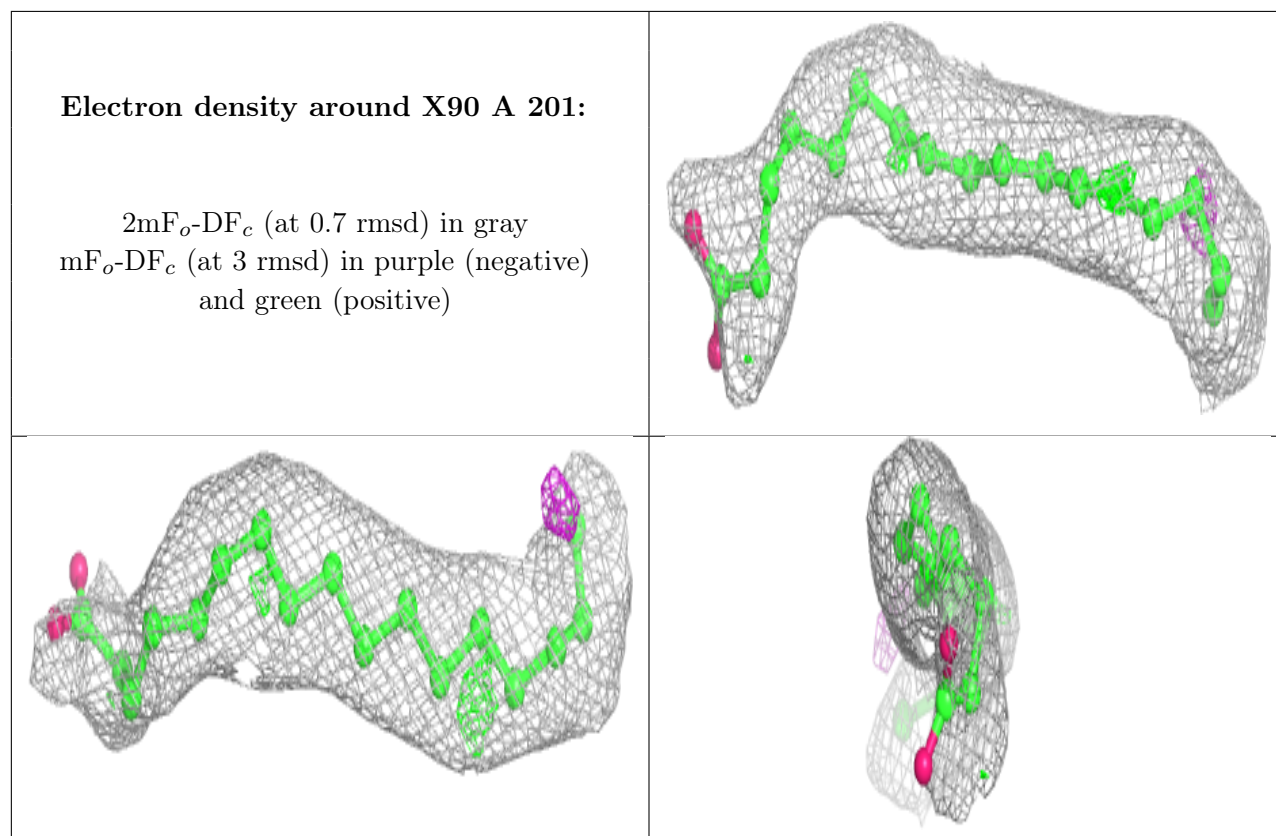 Electron density around X90 A 201:
2mFₒ-DF𝒸 (at 0.7 rmsd) in gray
mFₒ-DF𝒸 (at 3 rmsd) in purple (negative)
and green (positive)